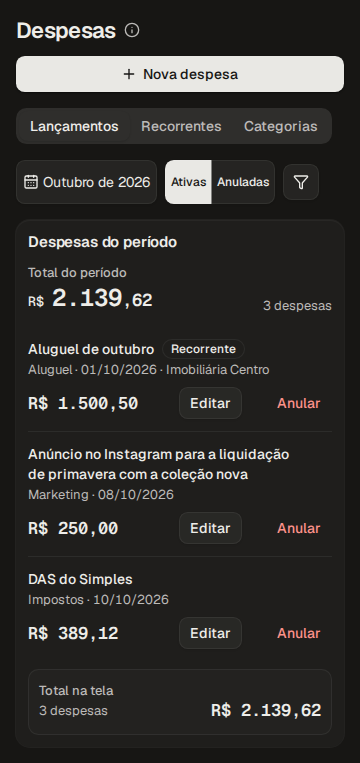 Despesas
Nova despesa
Lançamentos Recorrentes Categorias
Outubro de 2026 Ativas Anuladas
Despesas do período
Total do período
R$ 2.139,62 3 despesas
Aluguel de outubro Recorrente
Aluguel · 01/10/2026 · Imobiliária Centro
R$ 1.500,50 Editar Anular
Anúncio no Instagram para a liquidação
de primavera com a coleção nova
Marketing · 08/10/2026
R$ 250,00 Editar Anular
DAS do Simples
Impostos · 10/10/2026
R$ 389,12 Editar Anular
Total na tela
3 despesas R$ 2.139,62